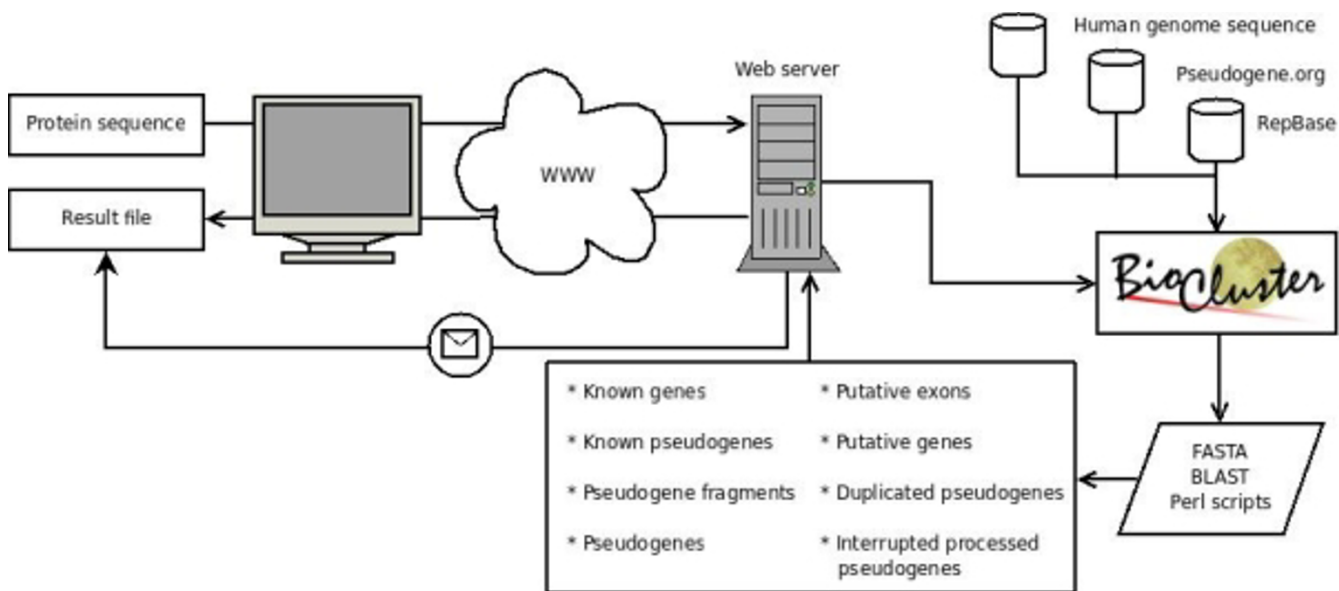 Human genome sequence
Web server
Pseudogene.org
Protein sequence
RepBase
WWW
Result file
BioCluster
* Known genes
* Putative exons
* Known pseudogenes
* Putative genes
* Pseudogene fragments
* Duplicated pseudogenes
* Pseudogenes
* Interrupted processed
pseudogenes
FASTA
BLAST
Perl scripts